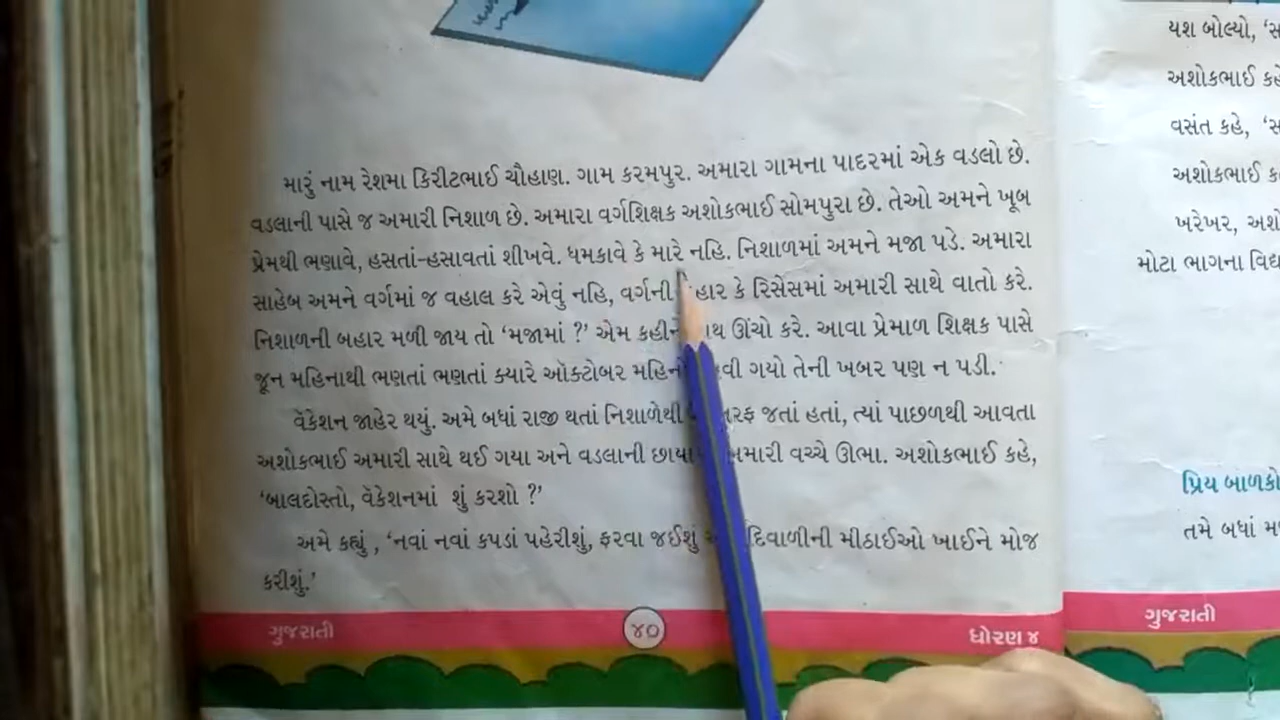 મારું નામ રેશમા કિરીટભાઈ ચૌહાણ. ગામ કરમપુર. અમારા ગામના પાદરમાં એક વડલો છે.
વડલાની પાસે જ અમારી નિશાળ છે. અમારા વર્ગશિક્ષક અશોકભાઈ સોમપુરા છે. તેઓ અમને ખૂબ
પ્રેમથી ભણાવે, હસતાં-હસાવતાં શીખવે. ધમકાવે કે મારે નહિ. નિશાળમાં અમને મજા પડે. અમારા
સાહેબ અમને વર્ગમાં જ વહાલ કરે એવું નહિ, વર્ગની કે રિસેસમાં અમારી સાથે વાતો કરે.
નિશાળની બહાર મળી જાય તો ‘મજામાં ?’ એમ ઊંચો કરે. આવા પ્રેમાળ શિક્ષક પાસે
જૂન મહિનાથી ભણતાં ભણતાં ક્યારે ઑક્ટોબર ગયો તેની ખબર પણ ન પડી.
વૅકેશન જાહેર થયું. અમે બધાં રાજી થતાં નિશાળેથી જતાં હતાં, ત્યાં પાછળથી આવતા
અશોકભાઈ અમારી સાથે થઈ ગયા અને વડલાની વચ્ચે ઊભા. અશોકભાઈ કહે,
‘બાલદોસ્તો, વૅકેશનમાં શું કરશો ?’
અમે કહ્યું , ‘નવાં નવાં કપડાં પહેરીશું, ફરવા જઈશું દિવાળીની મીઠાઈઓ ખાઈને મોજ
કરીશું.’
ગુજરાતી ૪૦ ધોરણ ૪
યશ બોલ્યો,
અશોકભાઈ
વસંત કહે,
અશોકભાઈ
ખરેખર,
મોટા ભાગના
પ્રિય
તમે બધાં
ગુજરાતી